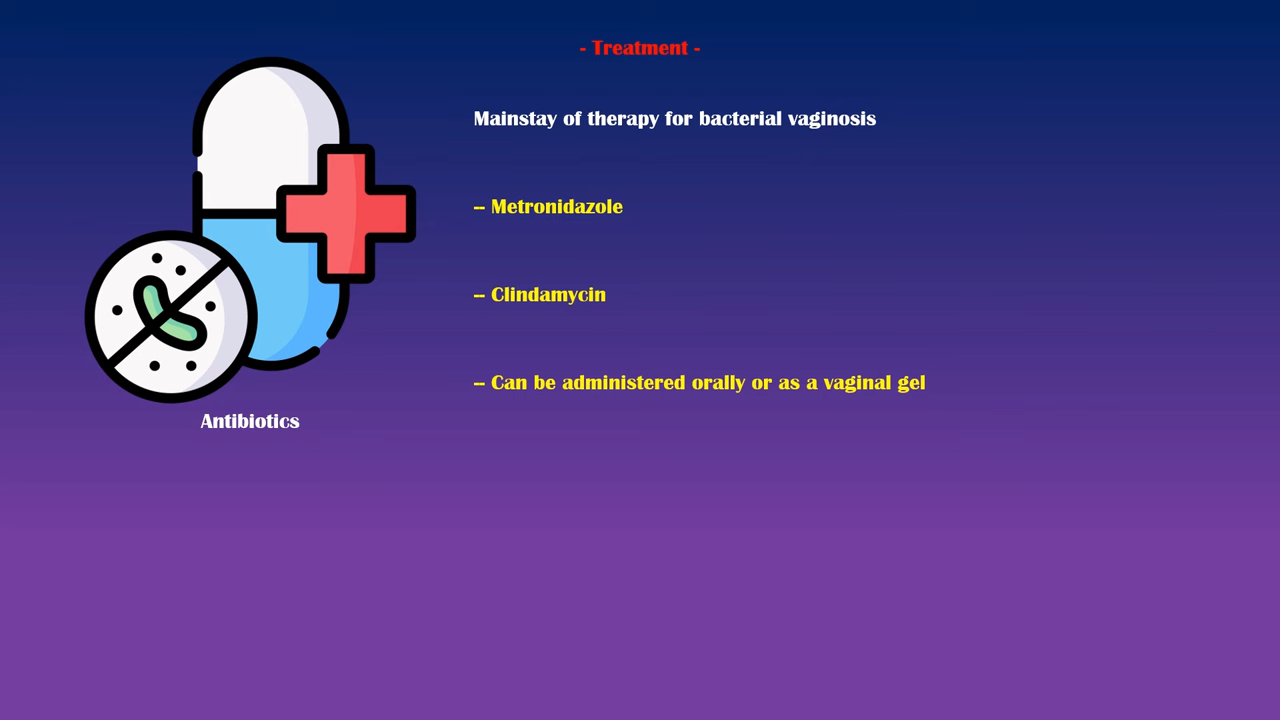 - Treatment -
Mainstay of therapy for bacterial vaginosis
-- Metronidazole
-- Clindamycin
-- Can be administered orally or as a vaginal gel
Antibiotics